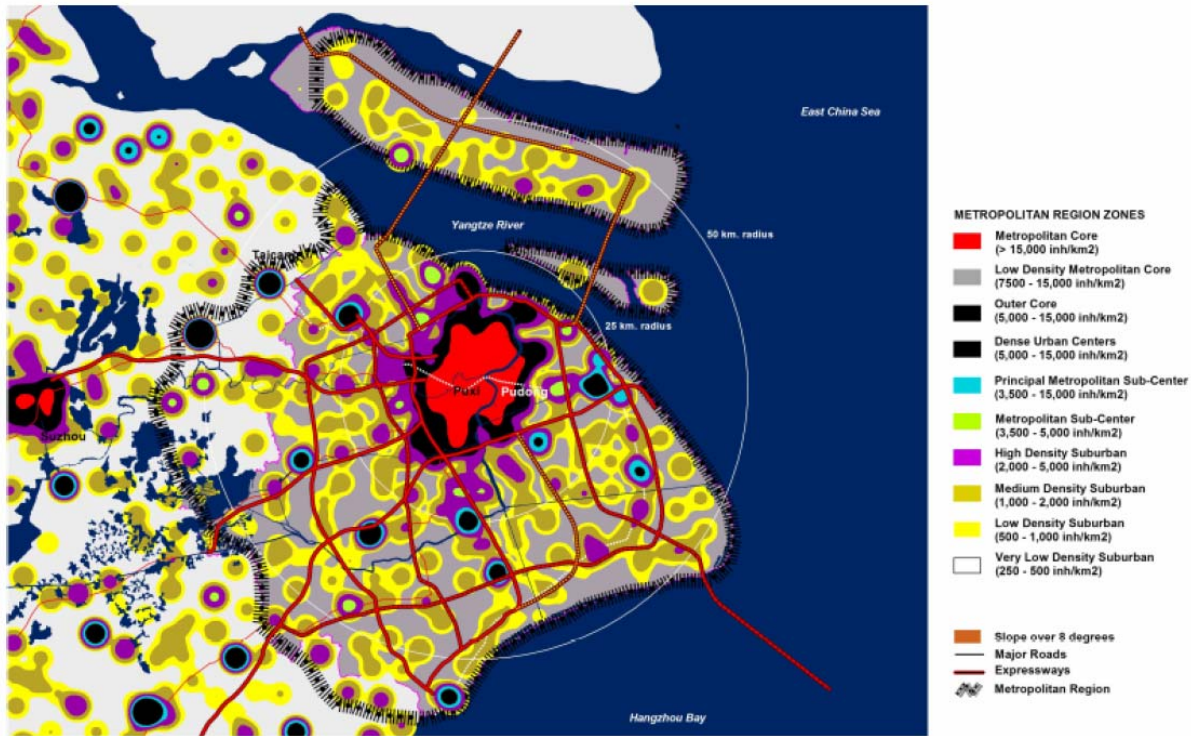 East China Sea
Yangtze River
50 km. radius
25 km. radius
Puxi
Pudong
Suzhou
Hangzhou Bay
METROPOLITAN REGION ZONES
Metropolitan Core
(> 15,000 inh/km2)
Low Density Metropolitan Core
(7500 - 15,000 inh/km2)
Outer Core
(5,000 - 15,000 inh/km2)
Dense Urban Centers
(5,000 - 15,000 inh/km2)
Principal Metropolitan Sub-Center
(3,500 - 15,000 inh/km2)
Metropolitan Sub-Center
(3,500 - 5,000 inh/km2)
High Density Suburban
(2,000 - 5,000 inh/km2)
Medium Density Suburban
(1,000 - 2,000 inh/km2)
Low Density Suburban
(500 - 1,000 inh/km2)
Very Low Density Suburban
(250 - 500 inh/km2)
Slope over 8 degrees
Major Roads
Expressways
Metropolitan Region